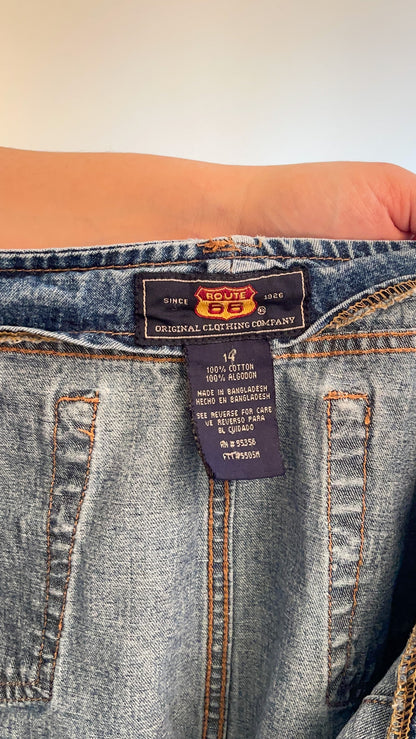 SINCE ROUTE 66 ® 1926
ORIGINAL CLOTHING COMPANY
14
100% COTTON
100% ALGODON
MADE IN BANGLADESH
HECHO EN BANGLADESH
SEE REVERSE FOR CARE
VE REVERSO PARA
EL CUIDADO
RN # 55356